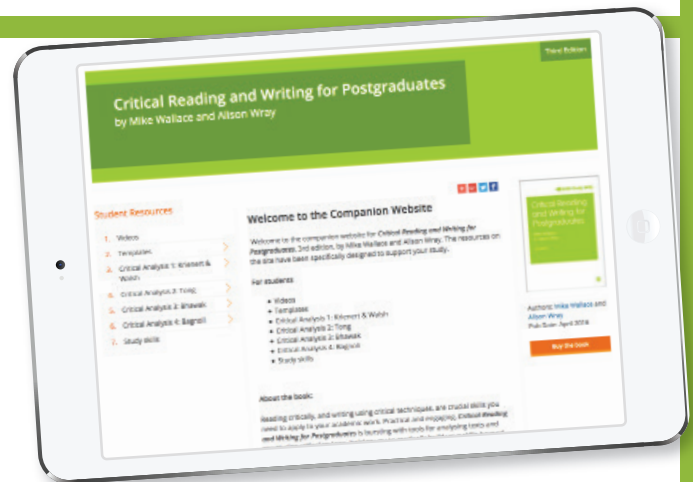 Third Edition
Critical Reading and Writing for Postgraduates
by Mike Wallace and Alison Wray
Student Resources
1. Videos
2. Templates
3. Critical Analysis 1: Krienert &
Walsh
4. Critical Analysis 2: Tong
5. Critical Analysis 3: Bhawuk
6. Critical Analysis 4: Bagnoli
7. Study skills
Welcome to the Companion Website
Welcome to the companion website for Critical Reading and Writing for
Postgraduates, 3rd edition, by Mike Wallace and Alison Wray. The resources on
the site have been specifically designed to support your study.
For students
• Videos
• Templates
• Critical Analysis 1: Krienert & Walsh
• Critical Analysis 2: Tong
• Critical Analysis 3: Bhawuk
• Critical Analysis 4: Bagnoli
• Study skills
About the book:
Reading critically, and writing using critical techniques, are crucial skills you
need to apply to your academic work. Practical and engaging, Critical Reading
and Writing for Postgraduates is bursting with tools for analysing texts and
Critical Reading
and Writing for
Postgraduates
Authors: Mike Wallace and
Alison Wray
Pub Date: April 2016
Buy the book